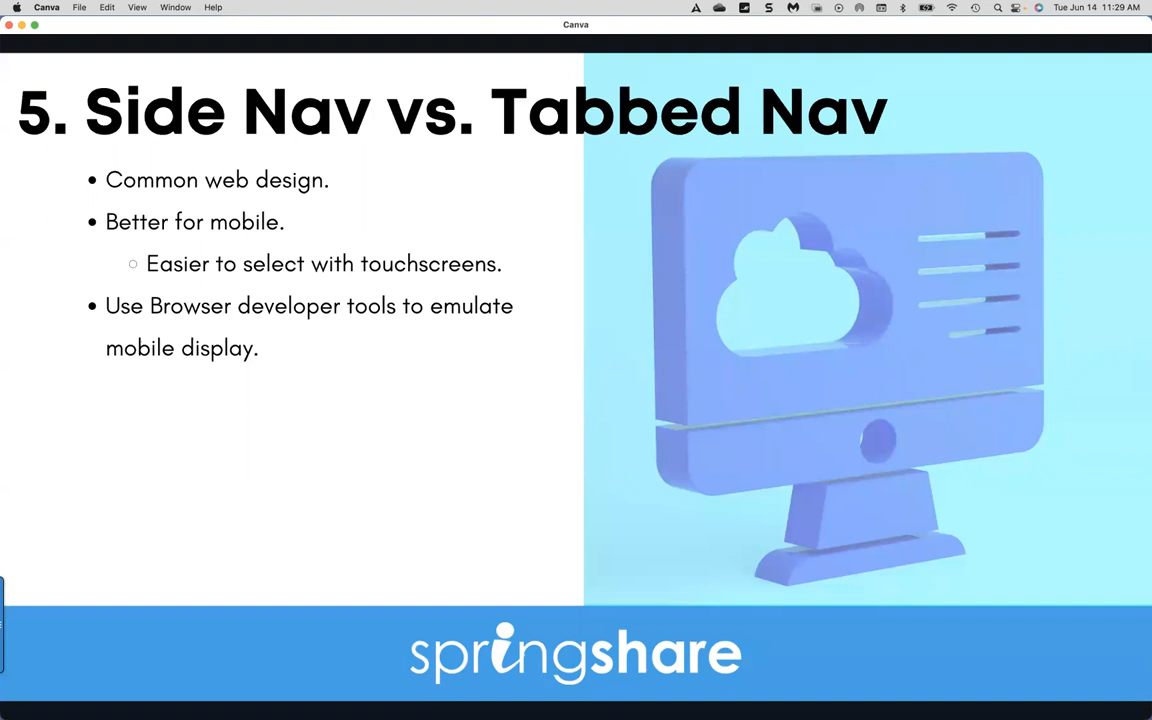 Canva File Edit View Window Help Tue Jun 14 11:29 AM
Canva
5. Side Nav vs. Tabbed Nav
• Common web design.
• Better for mobile.
○ Easier to select with touchscreens.
• Use Browser developer tools to emulate
mobile display.
springshare